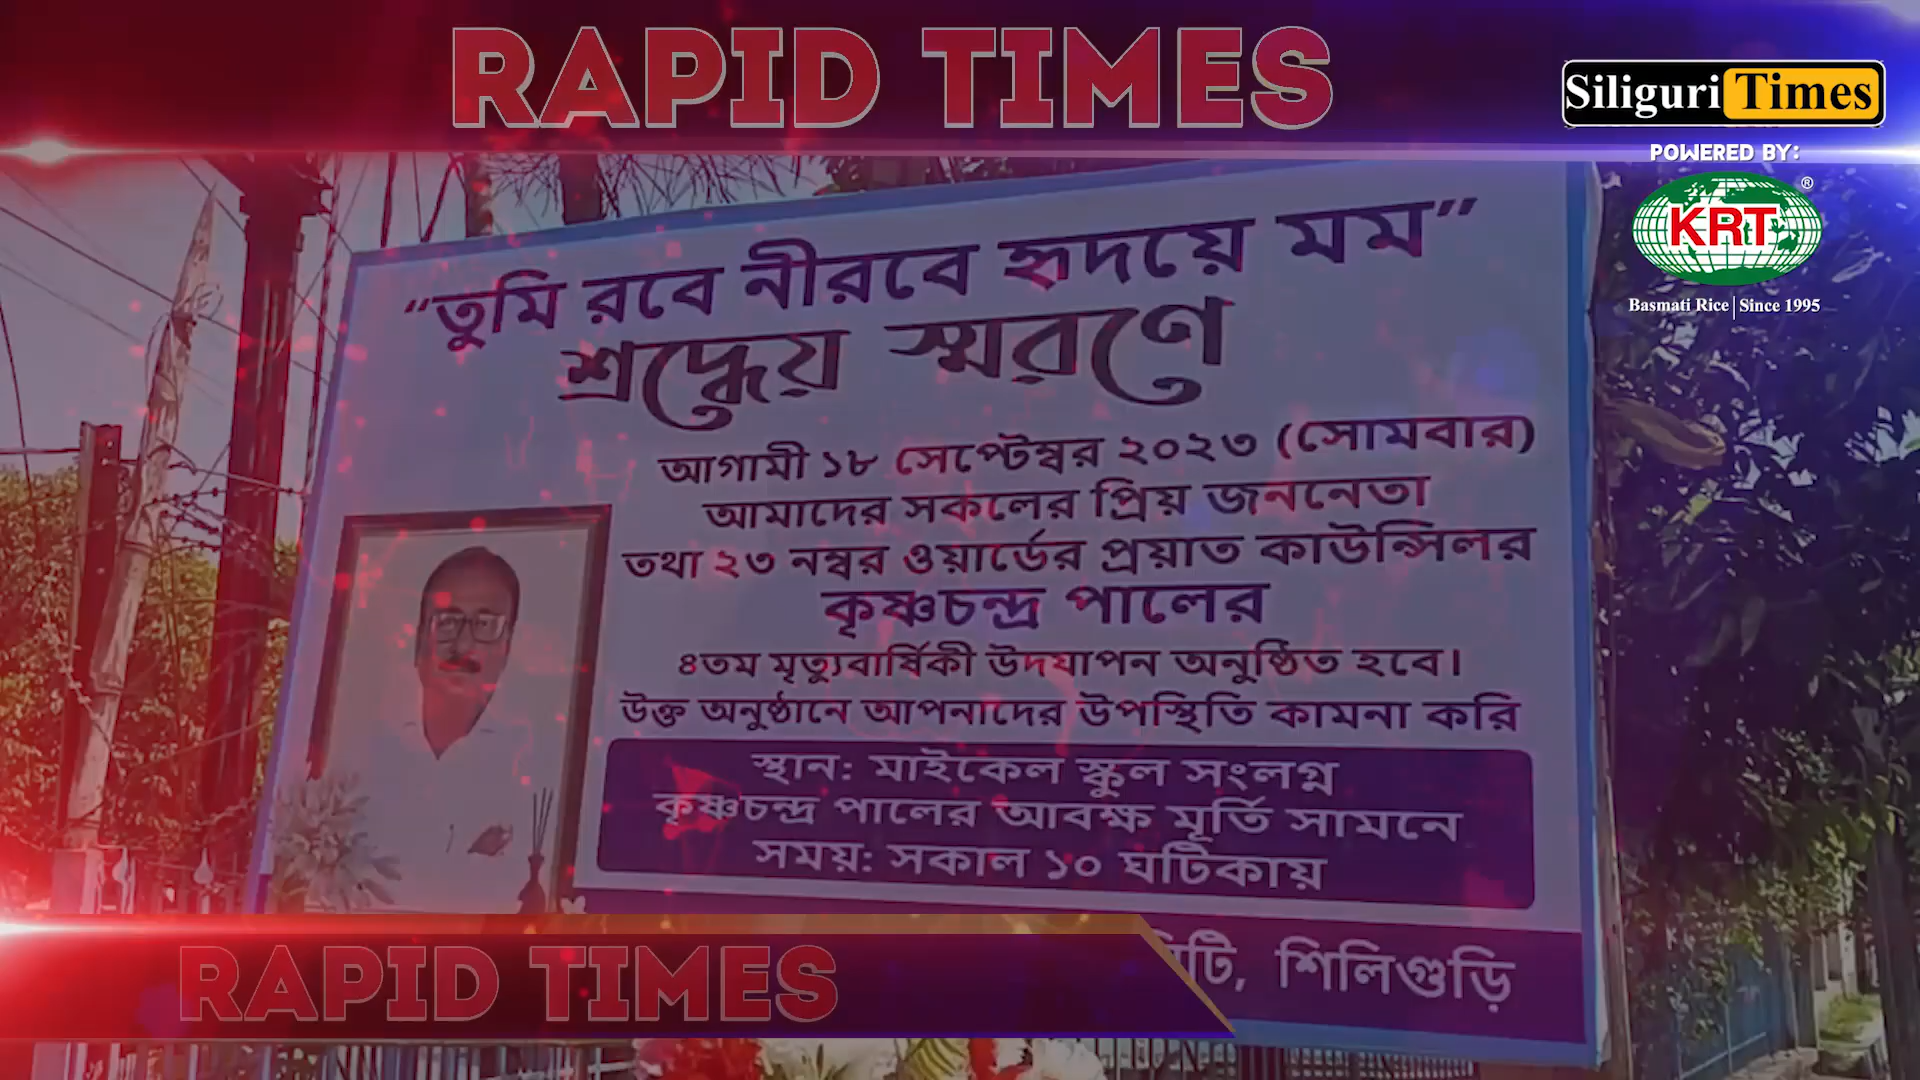 RAPID TIMES
Siliguri Times
POWERED BY:
KRT
®
Basmati Rice | Since 1995
“তুমি রবে নীরবে হৃদয়ে মম”
শ্রদ্ধেয় স্মরণে
আগামী ১৮ সেপ্টেম্বর ২০২৩ (সোমবার)
আমাদের সকলের প্রিয় জননেতা
তথা ২৩ নম্বর ওয়ার্ডের প্রয়াত কাউন্সিলর
কৃষ্ণচন্দ্র পালের
৪তম মৃত্যুবার্ষিকী উদযাপন অনুষ্ঠিত হবে।
উক্ত অনুষ্ঠানে আপনাদের উপস্থিতি কামনা করি
স্থান: মাইকেল স্কুল সংলগ্ন
কৃষ্ণচন্দ্র পালের আবক্ষ মূর্তি সামনে
সময়: সকাল ১০ ঘটিকায়
শিলিগুড়ি
RAPID TIMES